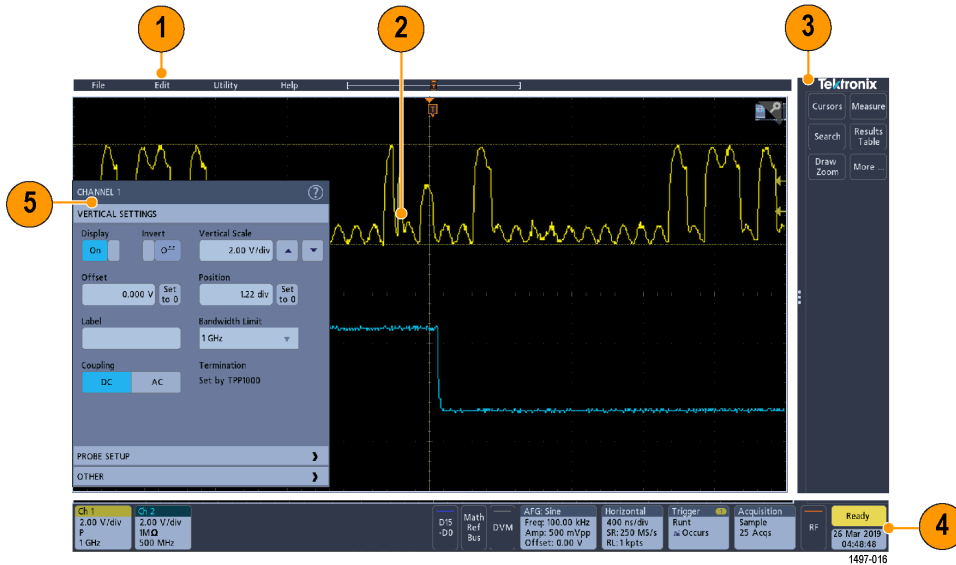 1
2
3
File Edit Utility Help
T
T
Tektronix
Cursors Measure
Search Results Table
Draw Zoom More ...
5
CHANNEL 1 ?
VERTICAL SETTINGS
Display Invert Vertical Scale
On 2.00 V/div
Offset Position
0.000 V Set to 0 1.22 div Set to 0
Label Bandwidth Limit
1 GHz
Coupling Termination
DC AC Set by TPP1000
PROBE SETUP
OTHER
Ch 1
2.00 V/div
P
1 GHz
Ch 2
2.00 V/div
1MΩ
500 MHz
D15
-D0
Math
Ref
Bus
DVM
AFG: Sine
Freq: 100.00 kHz
Amp: 500 mVpp
Offset: 0.00 V
Horizontal
400 ns/div
SR: 250 MS/s
RL: 1 kpts
Trigger 1
Runt
Occurs
Acquisition
Sample
25 Acqs
RF
Ready
26 Mar 2019
04:48:48
4
1497-016